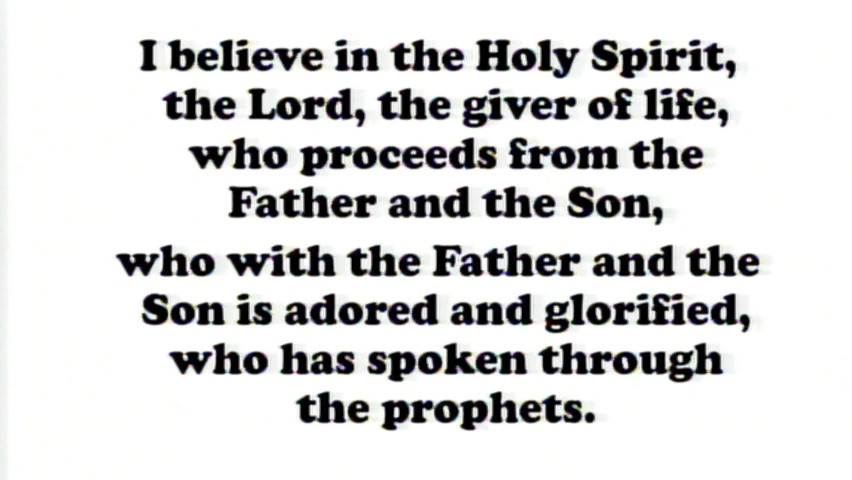 I believe in the Holy Spirit,
the Lord, the giver of life,
who proceeds from the
Father and the Son,
who with the Father and the
Son is adored and glorified,
who has spoken through
the prophets.